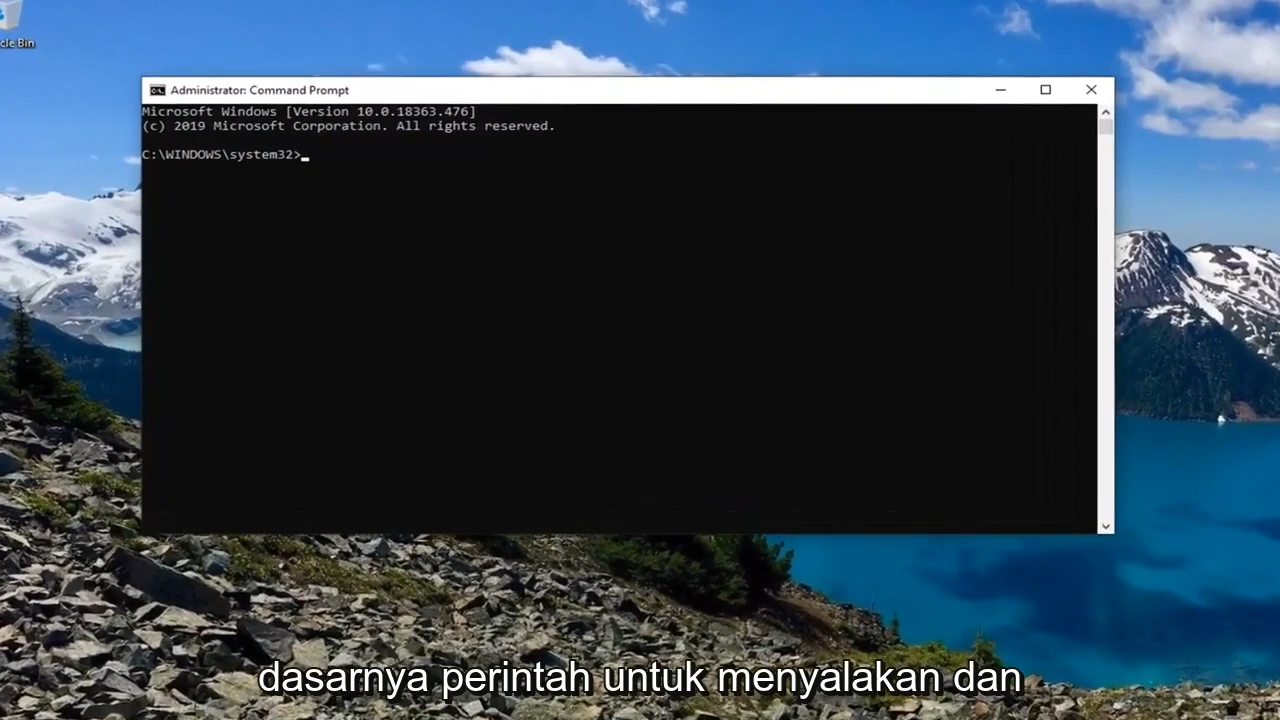 cle Bin
Administrator: Command Prompt
Microsoft Windows [Version 10.0.18363.476]
(c) 2019 Microsoft Corporation. All rights reserved.
C:\WINDOWS\system32>
dasarnya perintah untuk menyalakan dan